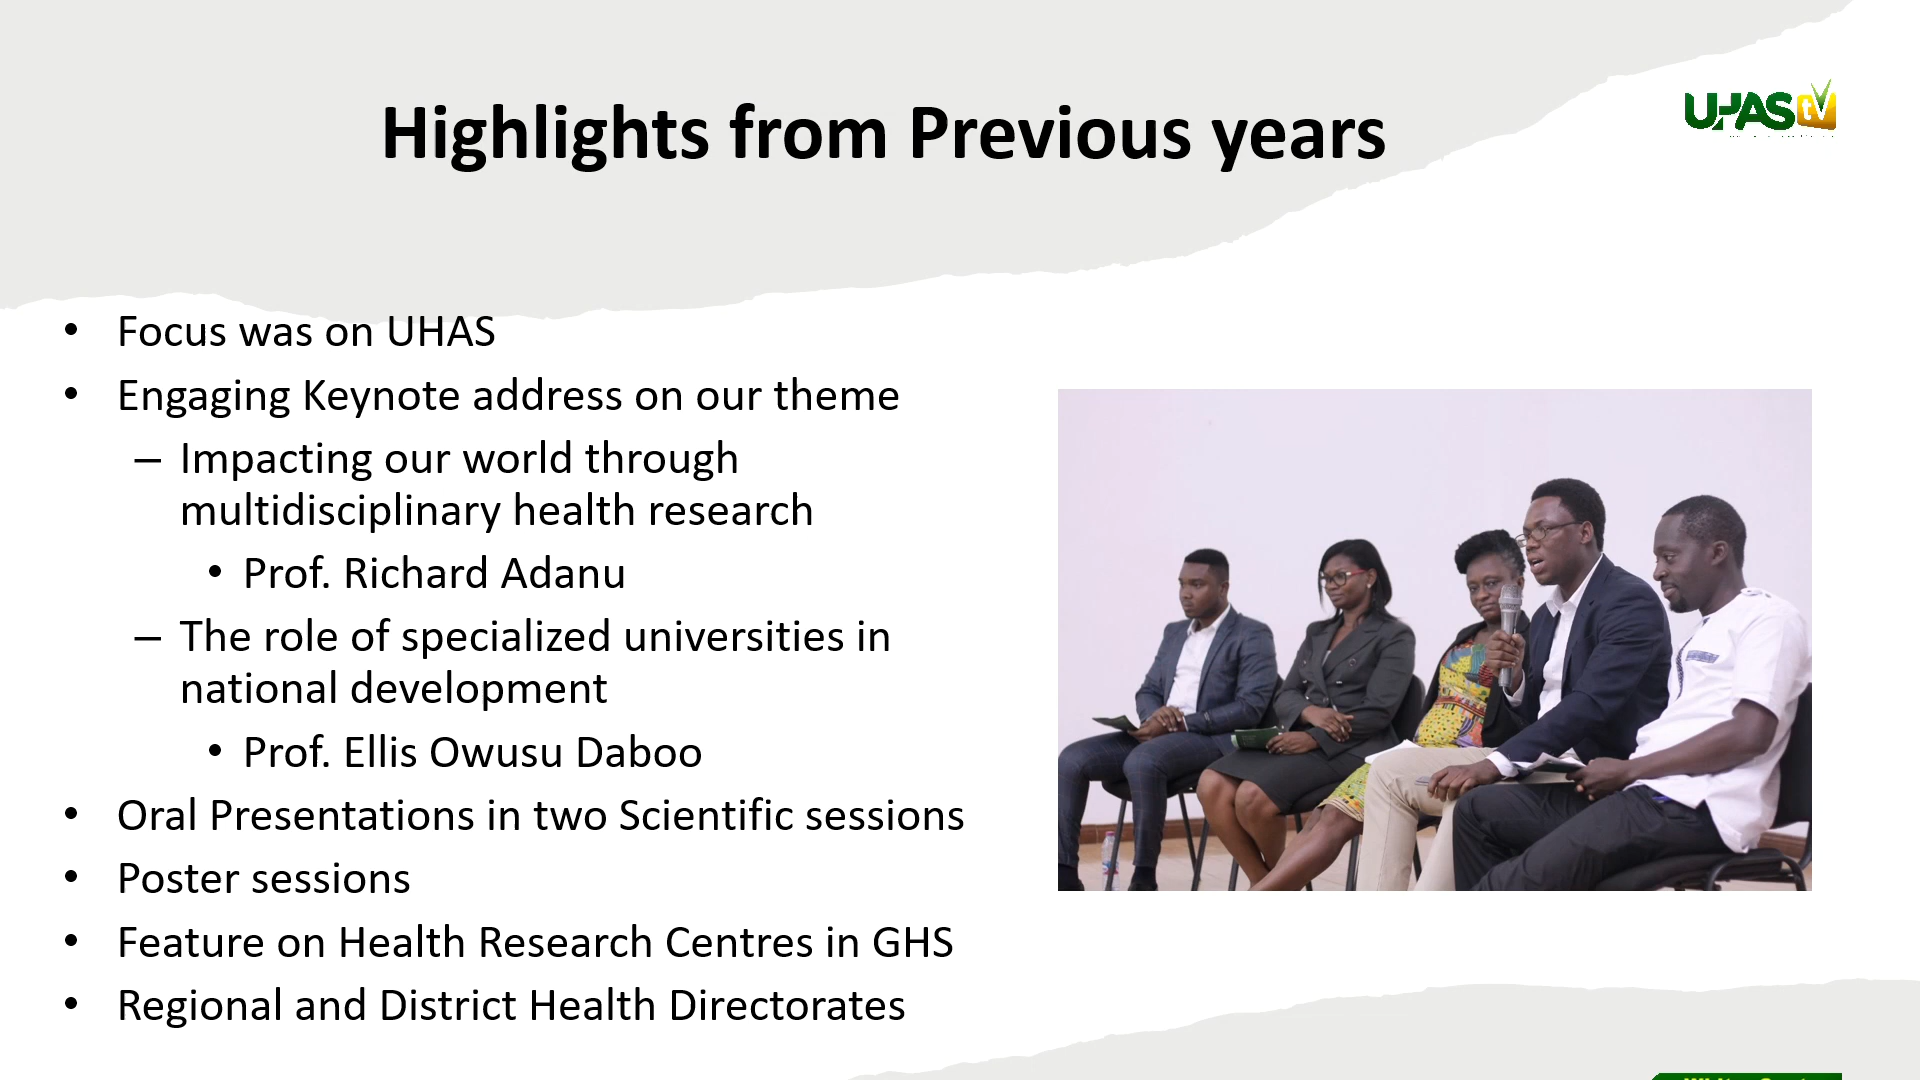 Highlights from Previous years
UHAS tv
• Focus was on UHAS
• Engaging Keynote address on our theme
– Impacting our world through
multidisciplinary health research
• Prof. Richard Adanu
– The role of specialized universities in
national development
• Prof. Ellis Owusu Daboo
• Oral Presentations in two Scientific sessions
• Poster sessions
• Feature on Health Research Centres in GHS
• Regional and District Health Directorates